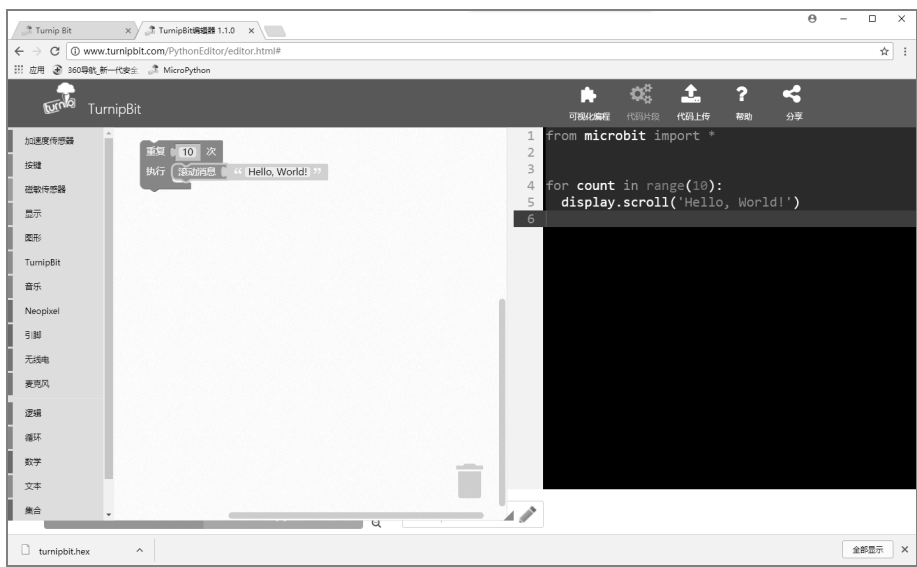 Turnip Bit
TurnipBit编辑器 1.1.0
www.turnipbit.com/PythonEditor/editor.html#
应用 360导航_新一代安全 MicroPython
turnip TurnipBit
可视化编程 代码片段 代码上传 帮助 分享
加速度传感器
按键
磁敏传感器
显示
图形
TurnipBit
音乐
Neopixel
引脚
无线电
麦克风
逻辑
循环
数学
文本
集合
重复 10 次
执行 滚动消息 “ Hello, World! ”
1 from microbit import *
2
3
4 for count in range(10):
5 display.scroll('Hello, World!')
6
turnipbit.hex
全部显示